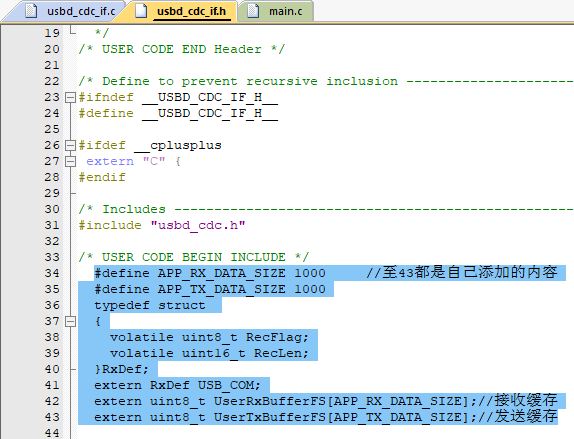 usbd_cdc_if.c usbd_cdc_if.h main.c
19 */
20 /* USER CODE END Header */
21
22 /* Define to prevent recursive inclusion ---------------------
23 #ifndef __USBD_CDC_IF_H__
24 #define __USBD_CDC_IF_H__
25
26 #ifdef __cplusplus
27 extern "C" {
28 #endif
29
30 /* Includes --------------------------------------------------
31 #include "usbd_cdc.h"
32
33 /* USER CODE BEGIN INCLUDE */
34 #define APP_RX_DATA_SIZE 1000 //至43都是自己添加的内容
35 #define APP_TX_DATA_SIZE 1000
36 typedef struct
37 {
38 volatile uint8_t RecFlag;
39 volatile uint16_t RecLen;
40 }RxDef;
41 extern RxDef USB_COM;
42 extern uint8_t UserRxBufferFS[APP_RX_DATA_SIZE];//接收缓存
43 extern uint8_t UserTxBufferFS[APP_TX_DATA_SIZE];//发送缓存
44